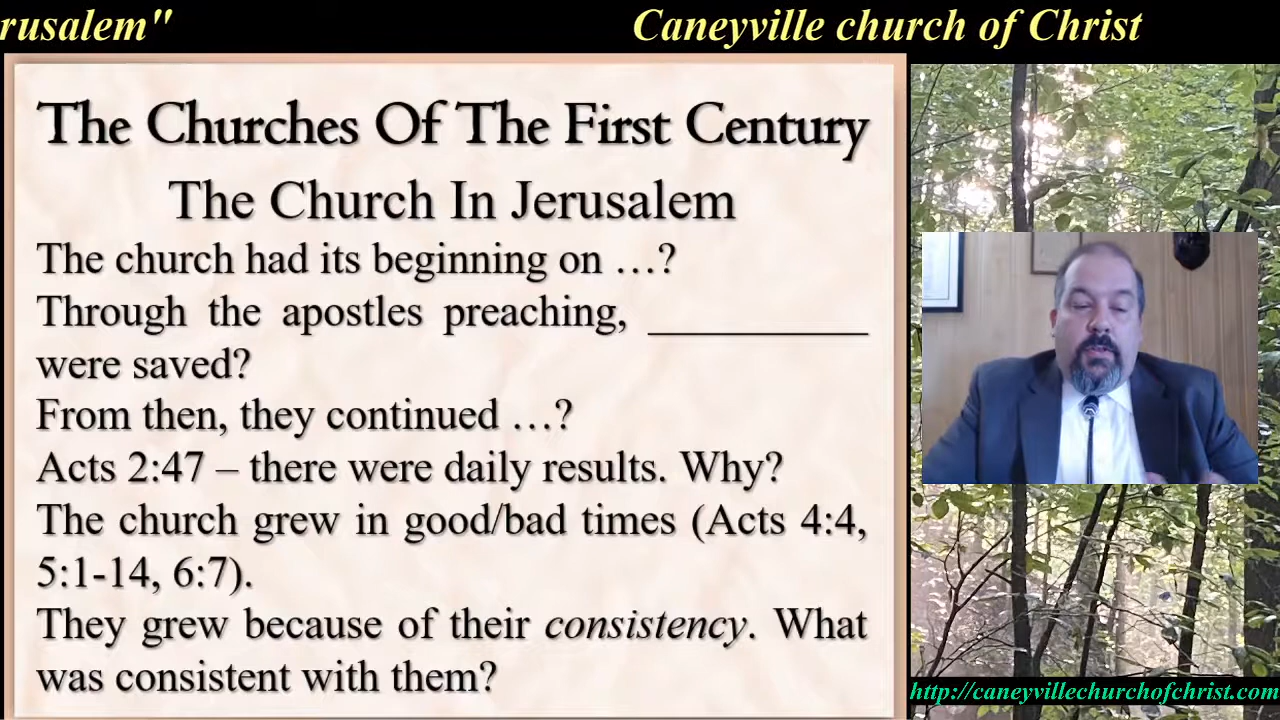 rusalem" Caneyville church of Christ
The Churches Of The First Century
The Church In Jerusalem
The church had its beginning on …?
Through the apostles preaching, __________
were saved?
From then, they continued …?
Acts 2:47 – there were daily results. Why?
The church grew in good/bad times (Acts 4:4,
5:1-14, 6:7).
They grew because of their consistency. What
was consistent with them?
http://caneyvillechurchofchrist.com